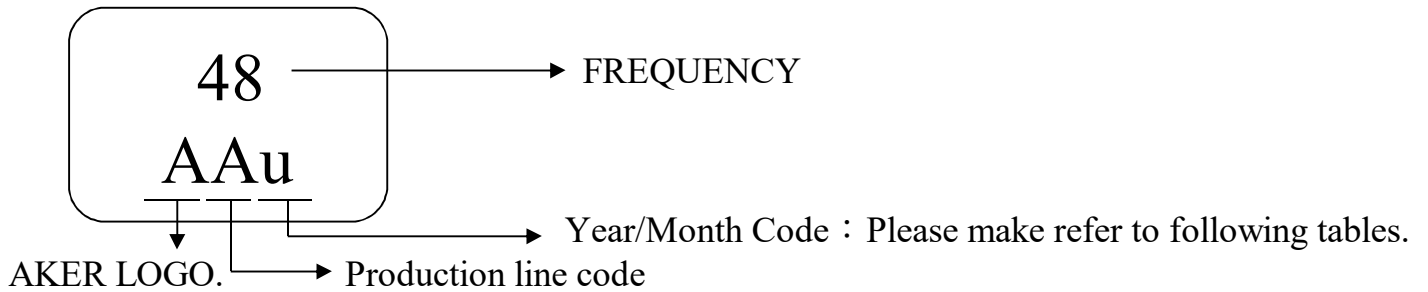 48 FREQUENCY
AAu
Year/Month Code：Please make refer to following tables.
AKER LOGO. Production line code